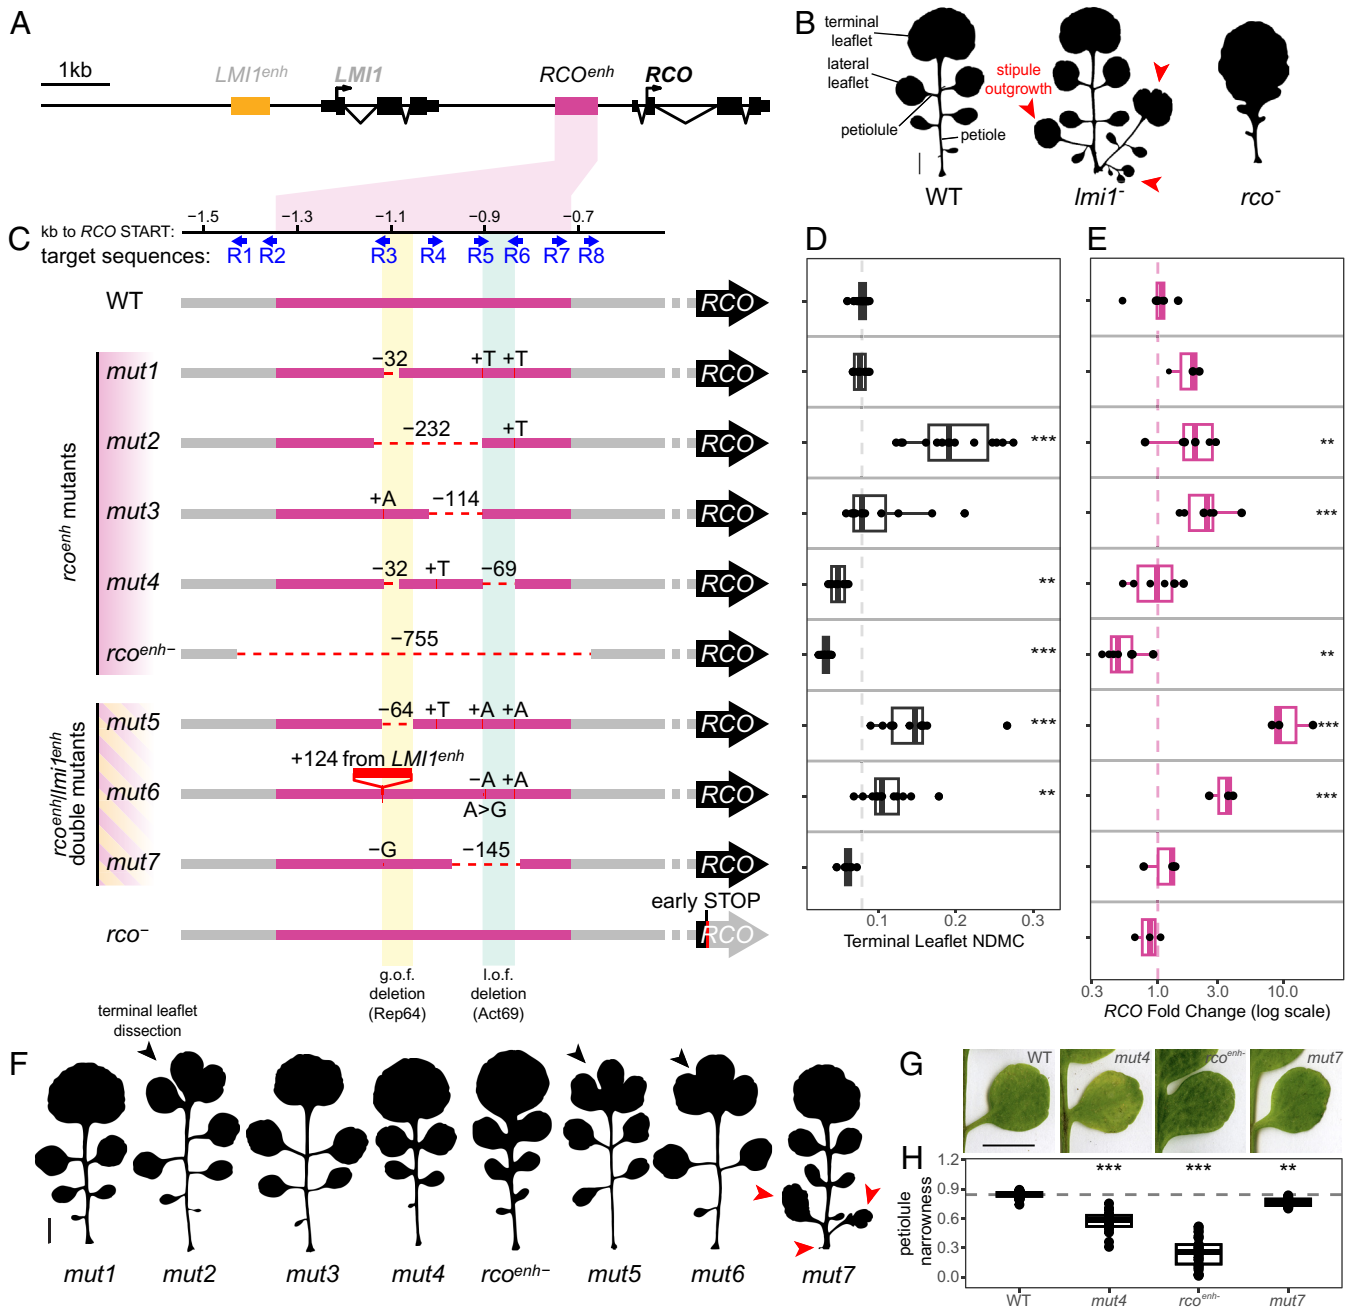 A
1kb
LMI1enh
LMI1
RCOenh
RCO
B
terminal
leaflet
lateral
leaflet
petiolule
petiole
stipule
outgrowth
WT
lmi1-
rco-
C
kb to RCO START:
−1.5
−1.3
−1.1
−0.9
−0.7
target sequences:
R1 R2 R3 R4 R5 R6 R7 R8
WT
RCO
rcoenh mutants
mut1
−32
+T +T
RCO
mut2
−232
+T
RCO
mut3
+A
−114
RCO
mut4
−32
+T
−69
RCO
rcoenh−
−755
RCO
rcoenh/lmi1enh
double mutants
mut5
−64
+T
+A +A
RCO
+124 from LMI1enh
mut6
−A +A
A>G
RCO
mut7
−G
−145
RCO
early STOP
rco−
RCO
g.o.f.
deletion
(Rep64)
l.o.f.
deletion
(Act69)
D
***
**
***
***
**
0.1
0.2
0.3
Terminal Leaflet NDMC
E
**
***
**
***
***
0.3
1.0
3.0
10.0
RCO Fold Change (log scale)
F
terminal leaflet
dissection
mut1
mut2
mut3
mut4
rcoenh−
mut5
mut6
mut7
G
WT
mut4
rcoenh-
mut7
H
petiolule
narrowness
1.2
0.9
0.6
0.3
0.0
***
***
**
WT
mut4
rcoenh-
mut7